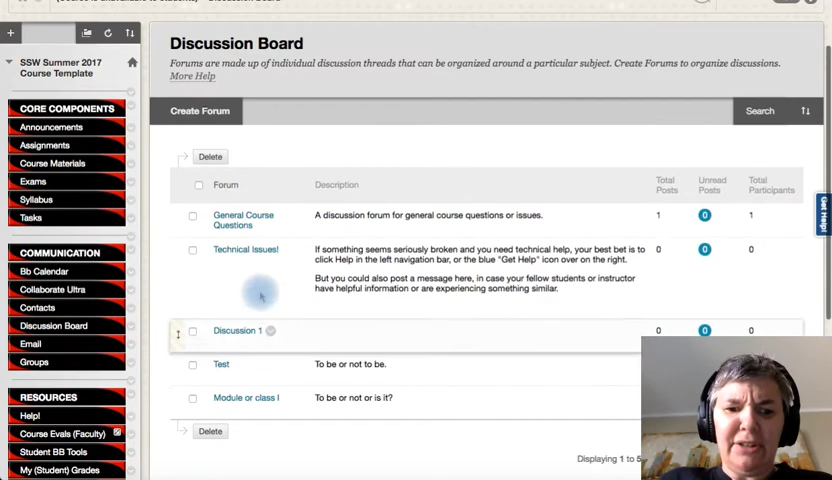 Discussion Board
Forums are made up of individual discussion threads that can be organized around a particular subject. Create Forums to organize discussions.
More Help
Create Forum
Search
Delete
Forum Description Total Posts Unread Posts Total Participants
General Course Questions A discussion forum for general course questions or issues. 1 0 1
Technical Issues! If something seems seriously broken and you need technical help, your best bet is to 0 0 0
click Help in the left navigation bar, or the blue "Get Help" icon over on the right.
But you could also post a message here, in case your fellow students or instructor
have helpful information or are experiencing something similar.
Discussion 1 0 0 0
Test To be or not to be.
Module or class I To be or not or is it?
Delete
Displaying 1 to 5
SSW Summer 2017
Course Template
CORE COMPONENTS
Announcements
Assignments
Course Materials
Exams
Syllabus
Tasks
COMMUNICATION
Bb Calendar
Collaborate Ultra
Contacts
Discussion Board
Email
Groups
RESOURCES
Help!
Course Evals (Faculty)
Student BB Tools
My (Student) Grades
Get Help!